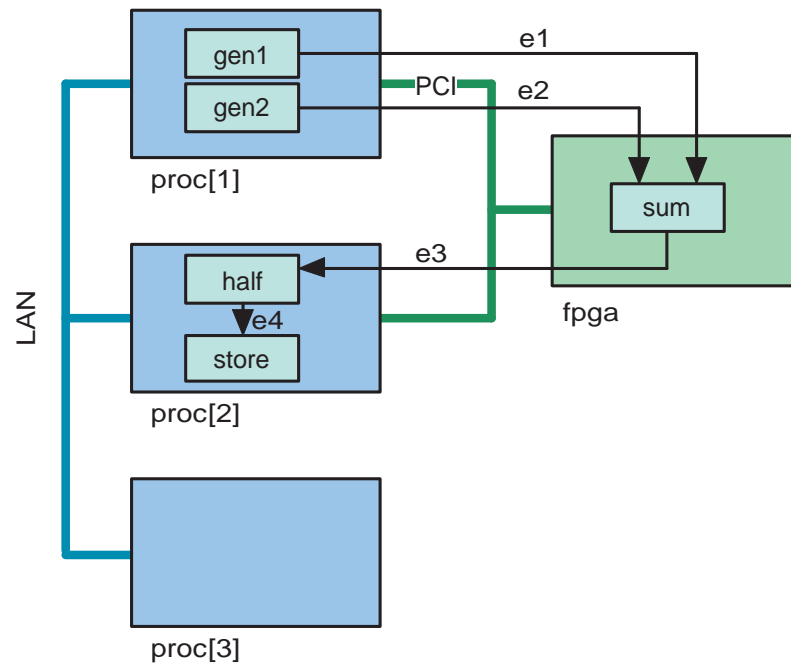 gen1
e1
PCI
gen2
e2
proc[1]
sum
e3
half
fpga
e4
LAN
store
proc[2]
proc[3]